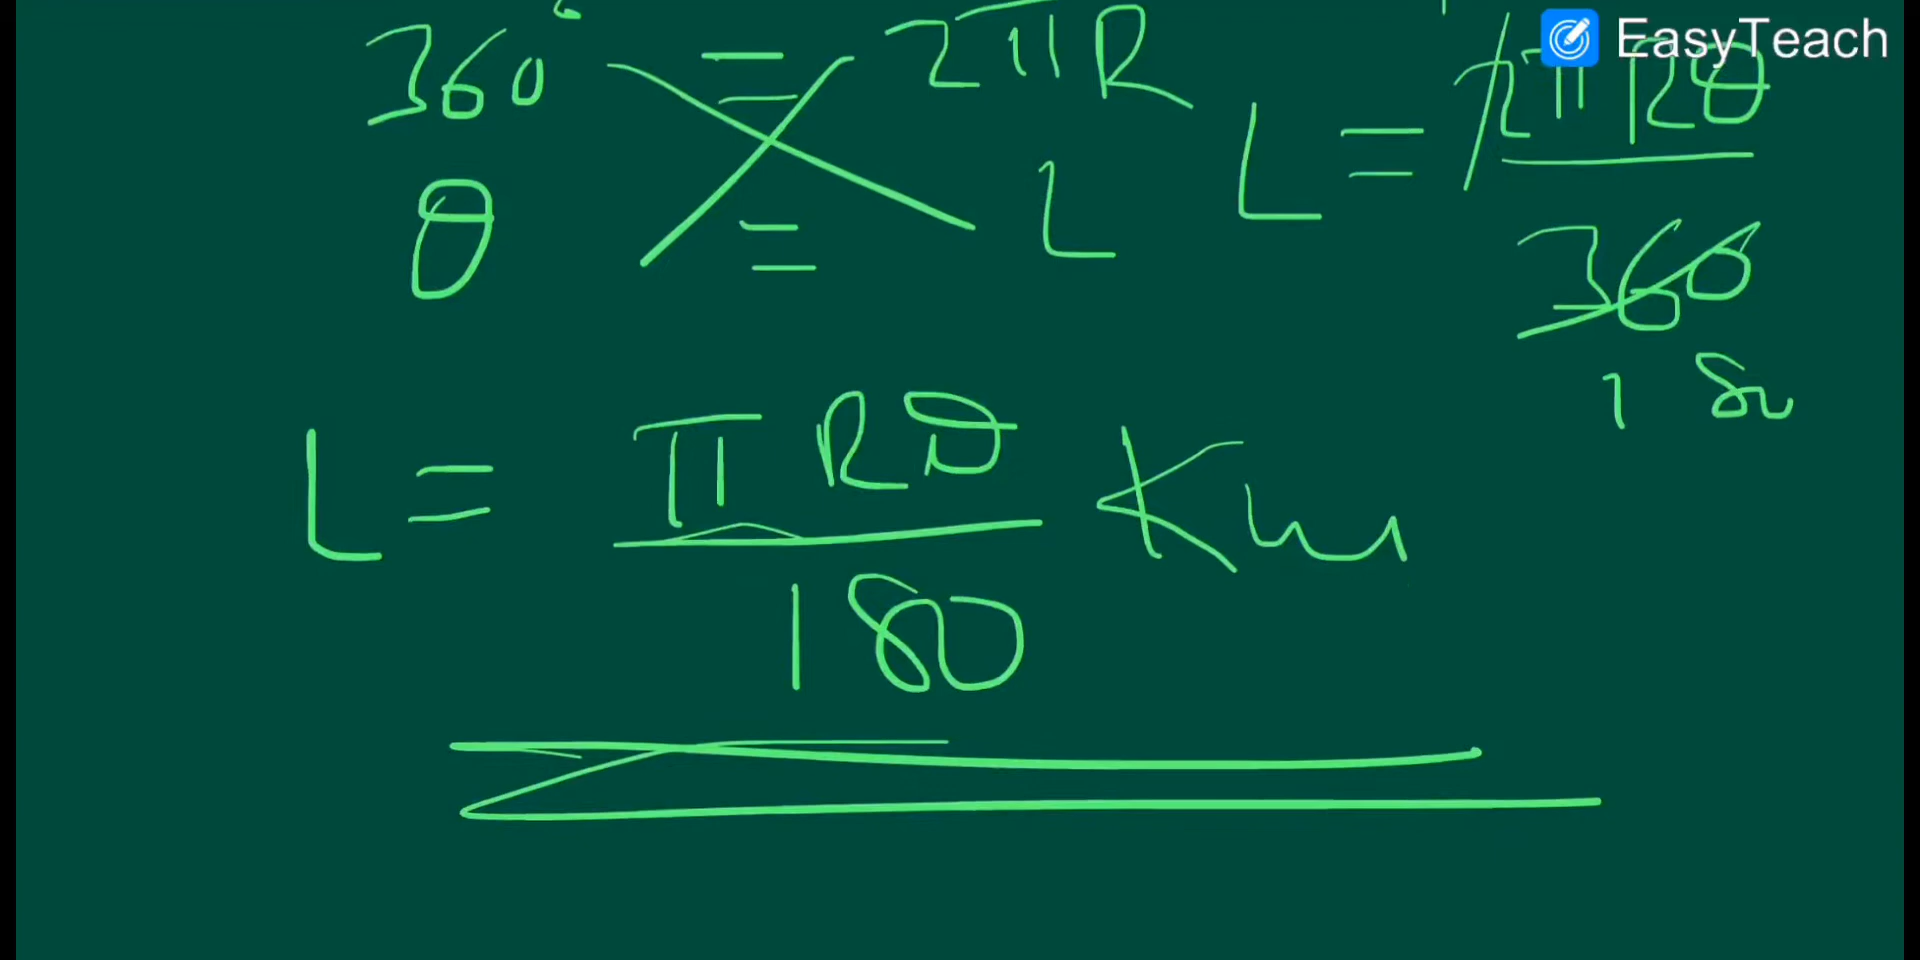 EasyTeach
360° = 2πR
θ = L
L = 2πRθ
360
180
L = πRθ Km
180